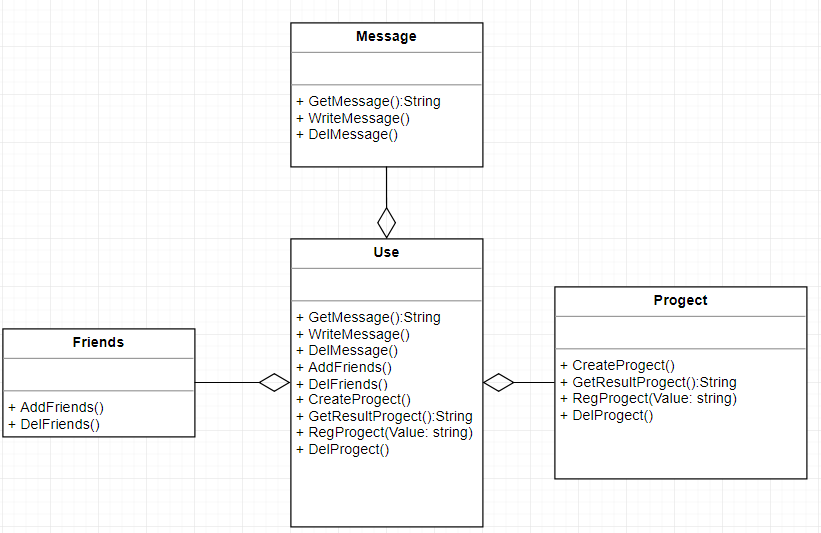 Message
+ GetMessage():String
+ WriteMessage()
+ DelMessage()
Use
+ GetMessage():String
+ WriteMessage()
+ DelMessage()
+ AddFriends()
+ DelFriends()
+ CreateProgect()
+ GetResultProgect():String
+ RegProgect(Value: string)
+ DelProgect()
Friends
+ AddFriends()
+ DelFriends()
Progect
+ CreateProgect()
+ GetResultProgect():String
+ RegProgect(Value: string)
+ DelProgect()